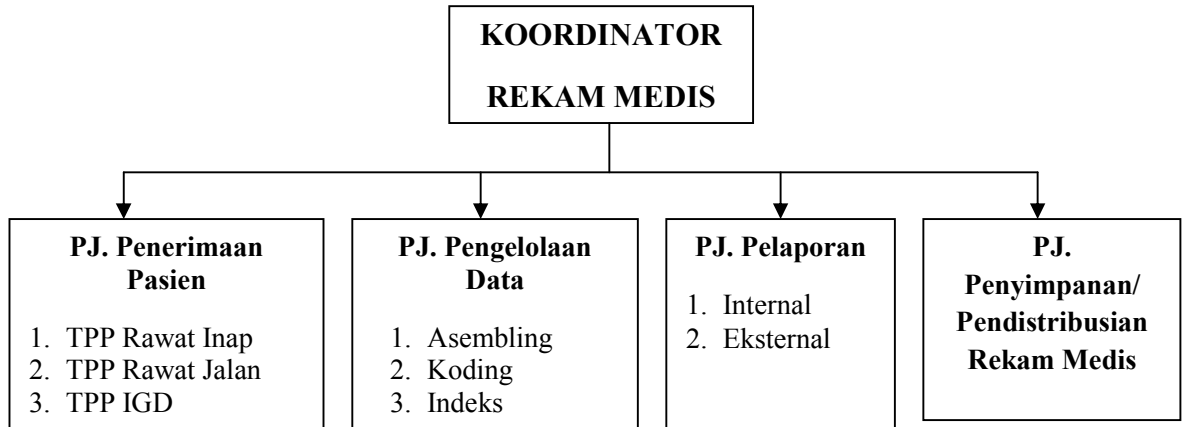 KOORDINATOR
REKAM MEDIS
PJ. Penerimaan
Pasien
1. TPP Rawat Inap
2. TPP Rawat Jalan
3. TPP IGD
PJ. Pengelolaan
Data
1. Asembling
2. Koding
3. Indeks
PJ. Pelaporan
1. Internal
2. Eksternal
PJ.
Penyimpanan/
Pendistribusian
Rekam Medis